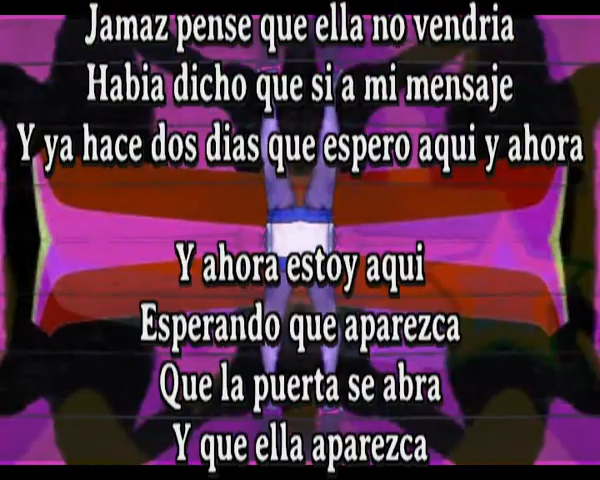 Jamaz pense que ella no vendria
Habia dicho que si a mi mensaje
Y ya hace dos dias que espero aqui y ahora
Y ahora estoy aqui
Esperando que aparezca
Que la puerta se abra
Y que ella aparezca